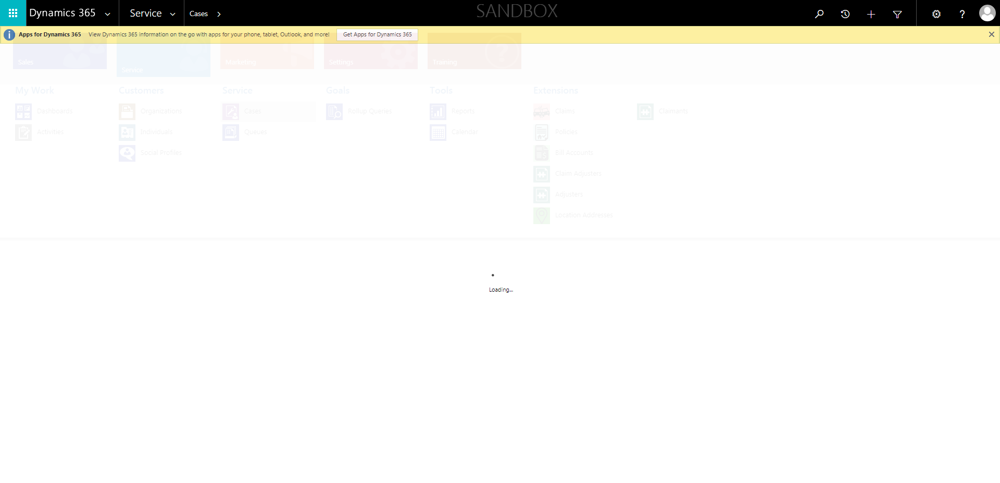 Dynamics 365
Service
Cases
SANDBOX
Apps for Dynamics 365 View Dynamics 365 information on the go with apps for your phone, tablet, Outlook, and more! Get Apps for Dynamics 365
Sales
Service
Marketing
Settings
Training
My Work
Dashboards
Activities
Customers
Organizations
Individuals
Social Profiles
Service
Cases
Queues
Goals
Rollup Queries
Tools
Reports
Calendar
Extensions
Claims
Policies
Bill Accounts
Claim Adjusters
Adjusters
Location Addresses
Claimants
Loading...